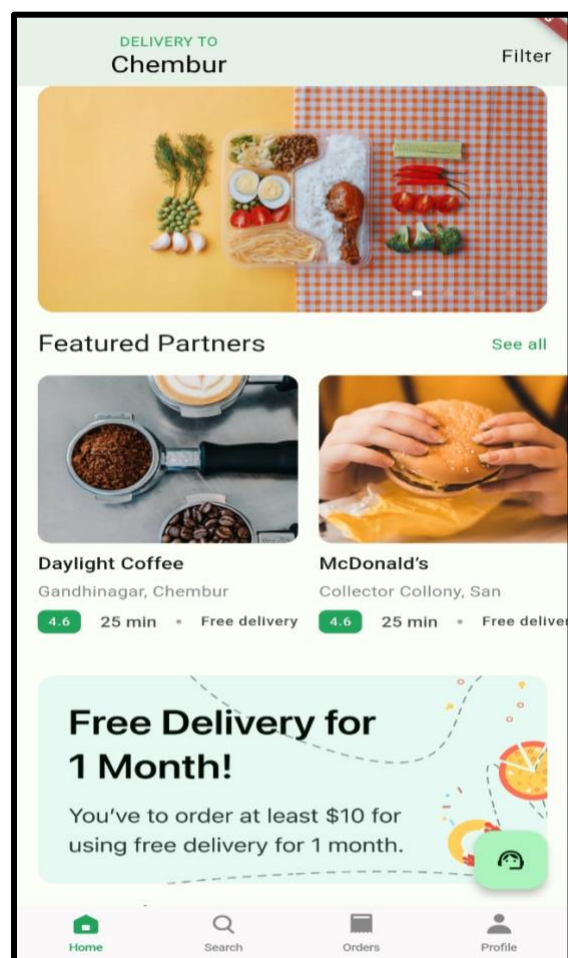 DELIVERY TO
Chembur
Filter
Featured Partners
See all
Daylight Coffee
McDonald's
Gandhinagar, Chembur
Collector Collony, San
4.6 25 min • Free delivery
4.6 25 min • Free deliver
Free Delivery for
1 Month!
You've to order at least $10 for
using free delivery for 1 month.
Home
Search
Orders
Profile